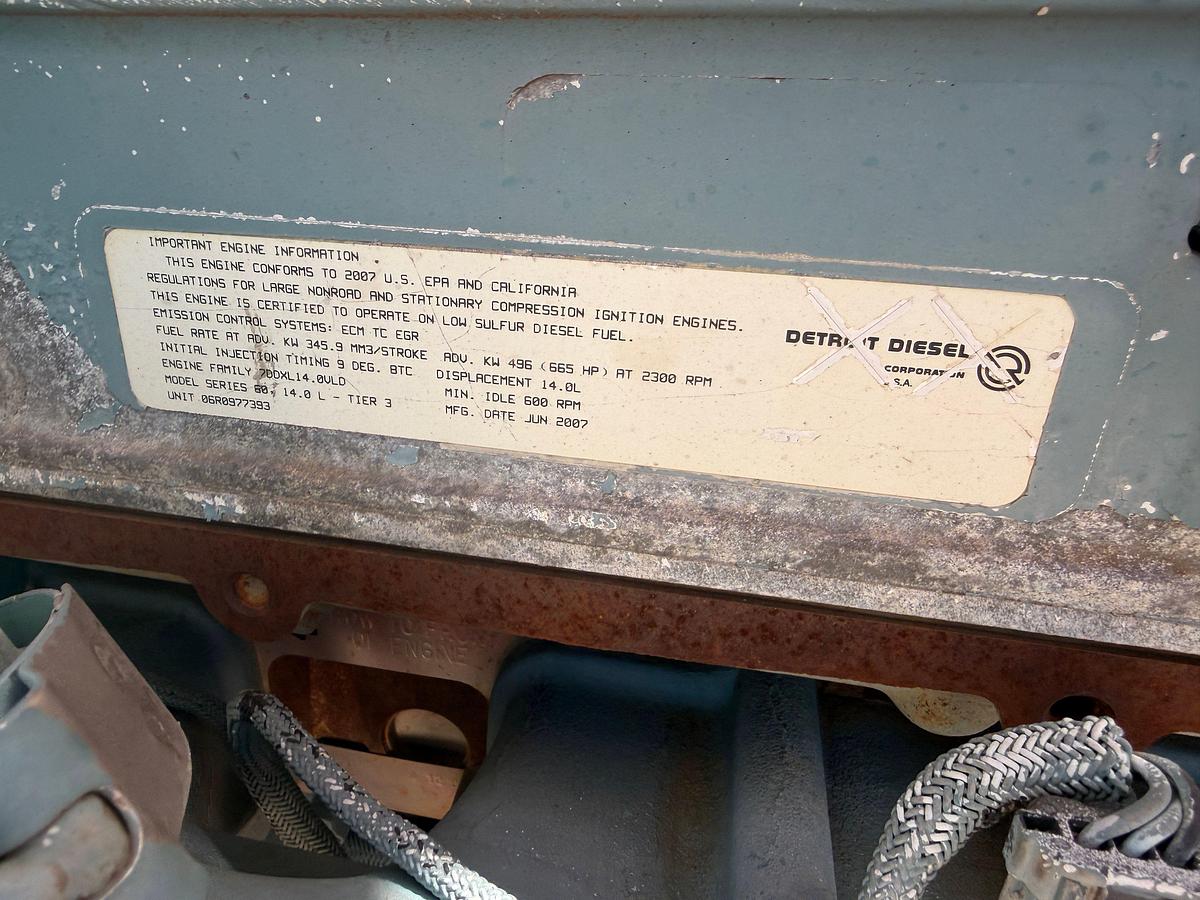 IMPORTANT ENGINE INFORMATION
THIS ENGINE CONFORMS TO 2007 U.S. EPA AND CALIFORNIA
REGULATIONS FOR LARGE NONROAD AND STATIONARY COMPRESSION IGNITION ENGINES.
THIS ENGINE IS CERTIFIED TO OPERATE ON LOW SULFUR DIESEL FUEL.
EMISSION CONTROL SYSTEMS: ECM TC EGR
FUEL RATE AT ADV. KW 345.9 MM3/STROKE ADV. KW 496 (665 HP) AT 2300 RPM
INITIAL INJECTION TIMING 9 DEG. BTC DISPLACEMENT 14.0L
ENGINE FAMILY 7DDXL14.0VLD MIN. IDLE 600 RPM
MODEL SERIES 60, 14.0 L - TIER 3 MFG. DATE JUN 2007
UNIT 06R0977393
DETROIT DIESEL
CORPORATION
ENGINE